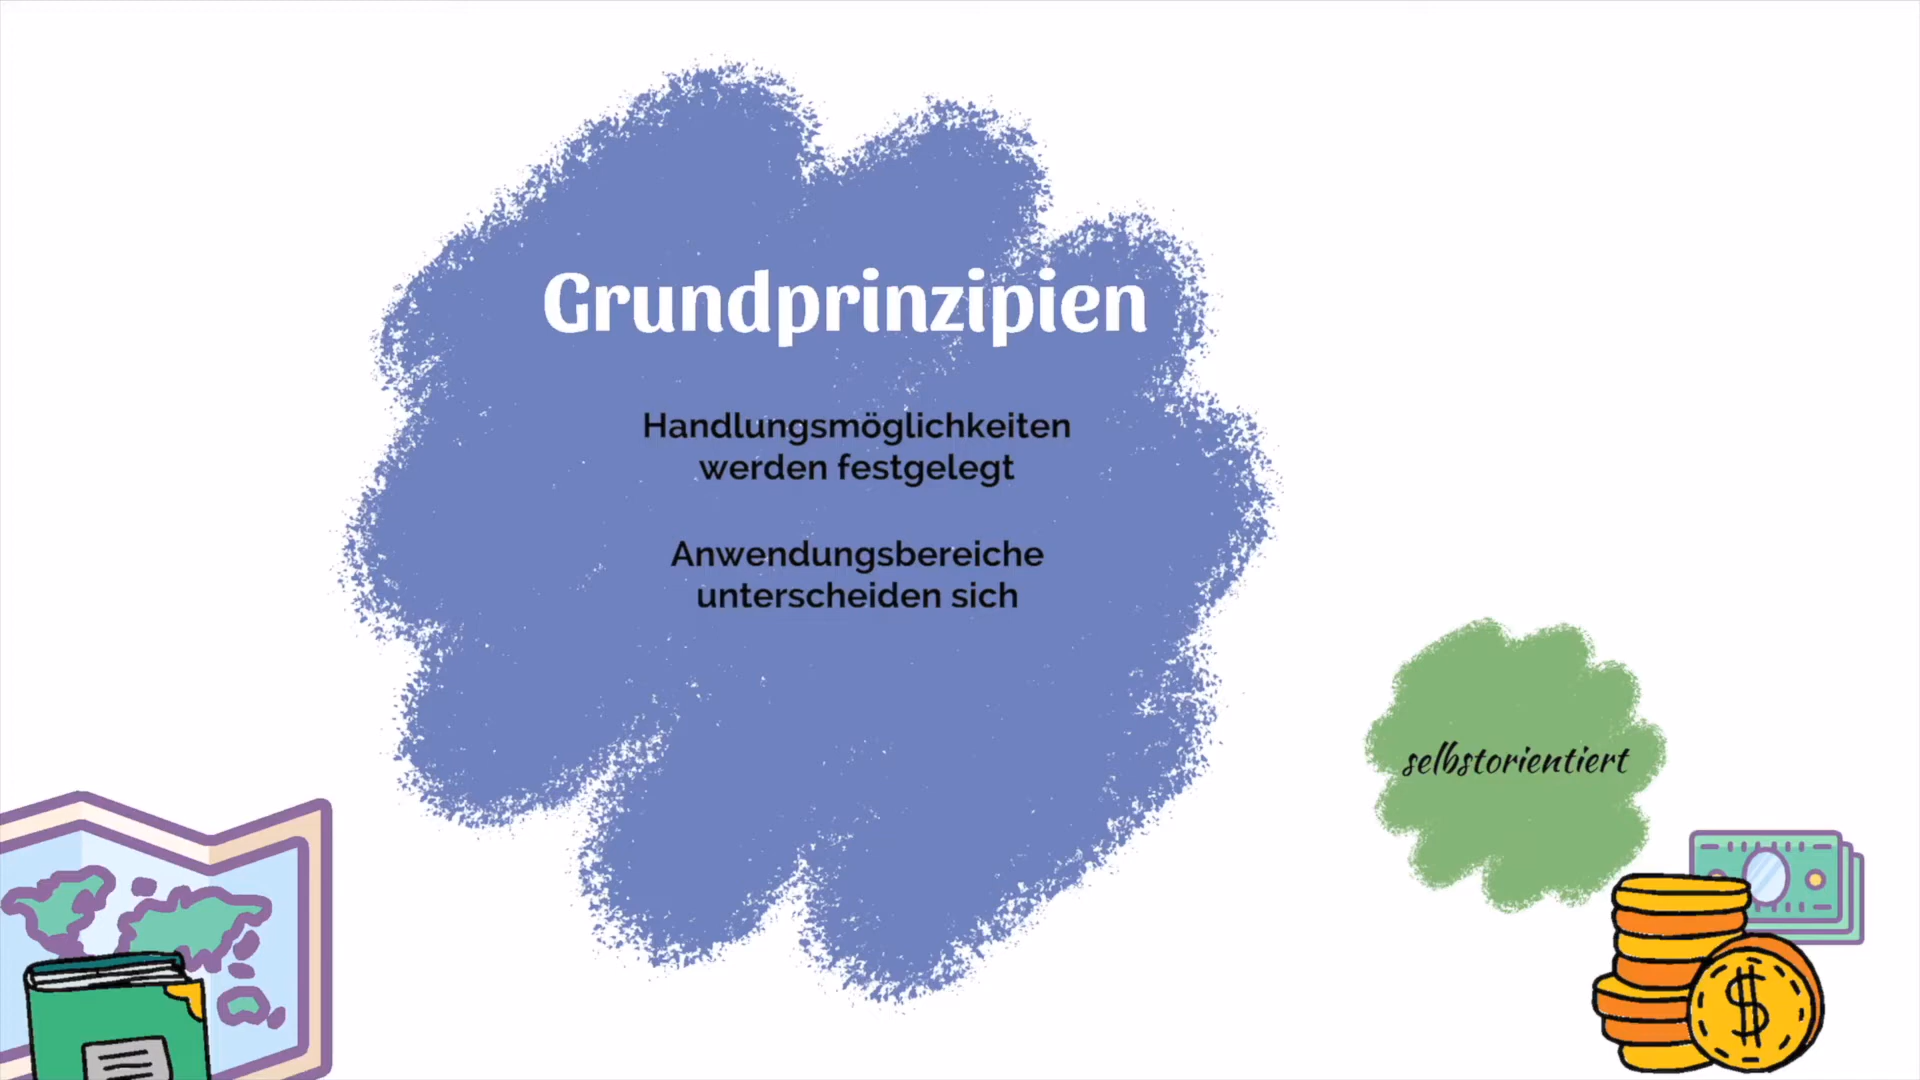 Grundprinzipien
Handlungsmöglichkeiten
werden festgelegt
Anwendungsbereiche
unterscheiden sich
selbstorientiert
$